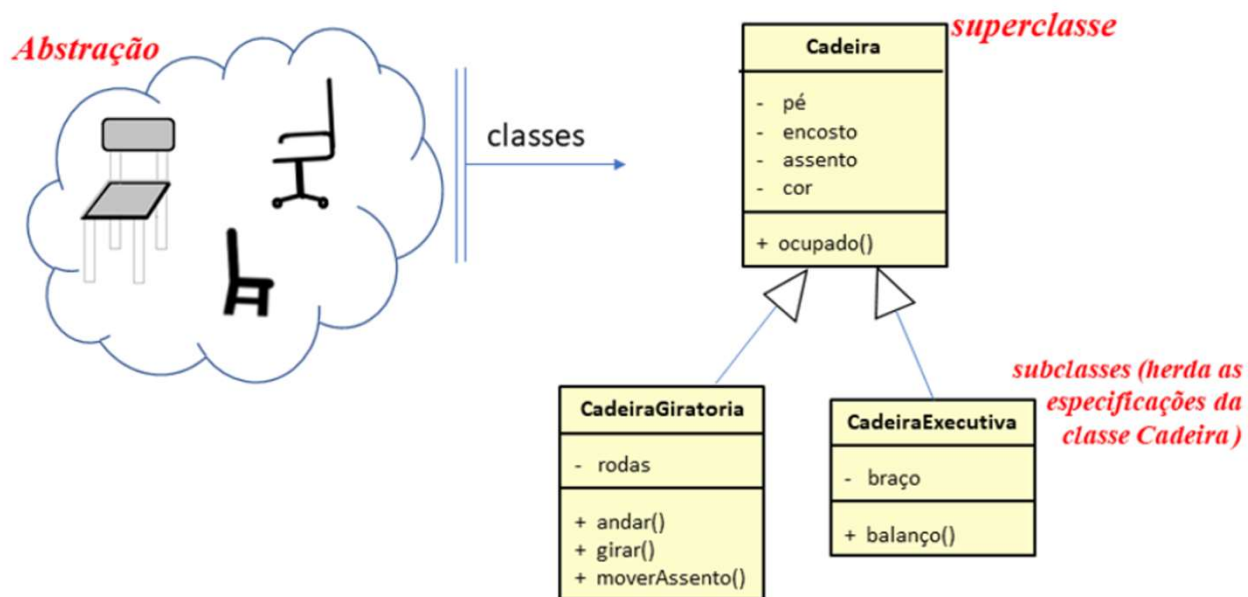 Abstração
classes
superclasse
Cadeira
- pé
- encosto
- assento
- cor
+ ocupado()
CadeiraGiratoria
- rodas
+ andar()
+ girar()
+ moverAssento()
CadeiraExecutiva
- braço
+ balanço()
subclasses (herda as
especificações da
classe Cadeira )